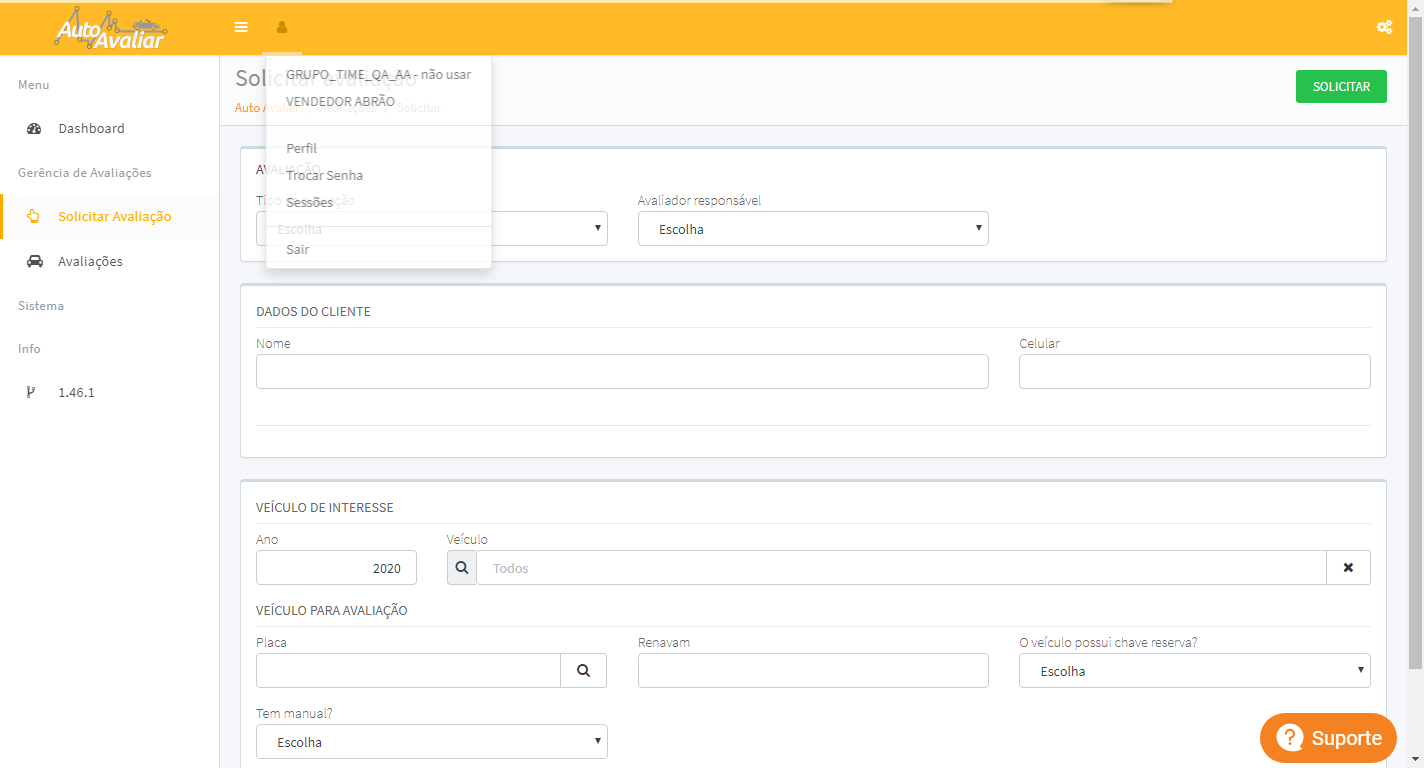 Auto Avaliar
Menu
Dashboard
Gerência de Avaliações
Solicitar Avaliação
Avaliações
Sistema
Info
1.46.1
Solicitar avaliação
SOLICITAR
Auto Avaliar / Avaliações / Solicitar
GRUPO_TIME_QA_AA - não usar
VENDEDOR ABRÃO
Perfil
Trocar Senha
Sessões
Sair
AVALIAÇÃO
Avaliador responsável
Escolha
Escolha
DADOS DO CLIENTE
Nome
Celular
VEÍCULO DE INTERESSE
Ano
Veículo
2020
Todos
VEÍCULO PARA AVALIAÇÃO
Placa
Renavam
O veículo possui chave reserva?
Escolha
Tem manual?
Escolha
Suporte